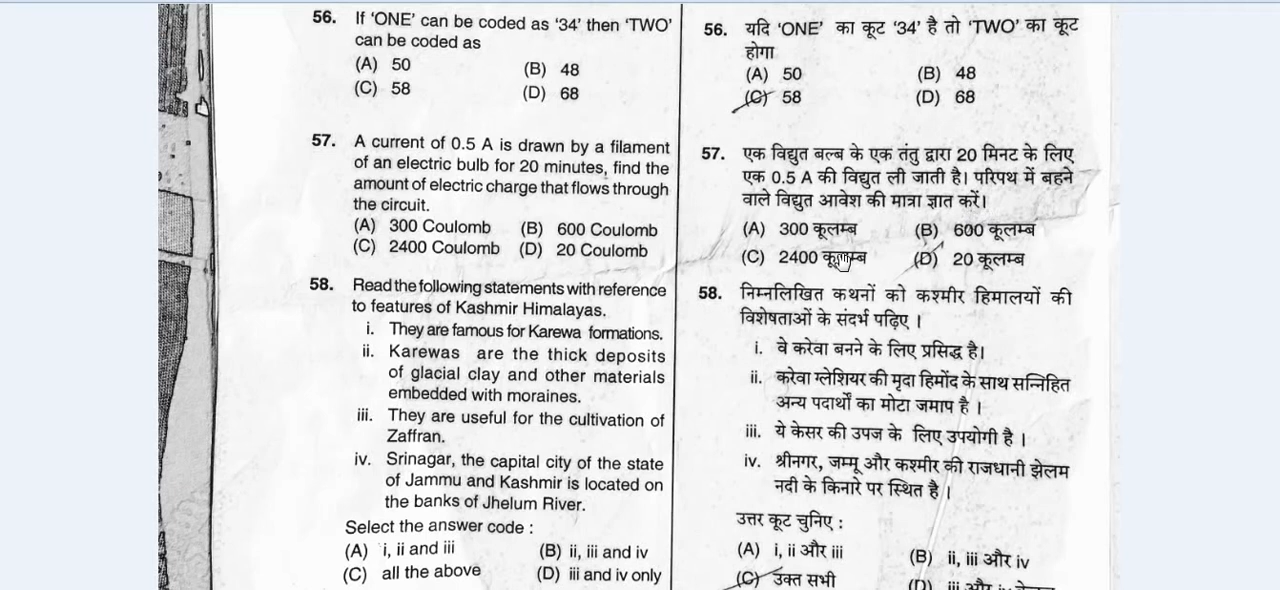 56. If 'ONE' can be coded as '34' then 'TWO'
can be coded as
(A) 50 (B) 48
(C) 58 (D) 68
57. A current of 0.5 A is drawn by a filament
of an electric bulb for 20 minutes, find the
amount of electric charge that flows through
the circuit.
(A) 300 Coulomb (B) 600 Coulomb
(C) 2400 Coulomb (D) 20 Coulomb
58. Read the following statements with reference
to features of Kashmir Himalayas.
i. They are famous for Karewa formations.
ii. Karewas are the thick deposits
of glacial clay and other materials
embedded with moraines.
iii. They are useful for the cultivation of
Zaffran.
iv. Srinagar, the capital city of the state
of Jammu and Kashmir is located on
the banks of Jhelum River.
Select the answer code :
(A) i, ii and iii (B) ii, iii and iv
(C) all the above (D) iii and iv only
56. यदि 'ONE' का कूट '34' है तो 'TWO' का कूट
होगा
(A) 50 (B) 48
(C) 58 (D) 68
57. एक विद्युत बल्ब के एक तंतु द्वारा 20 मिनट के लिए
एक 0.5 A की विद्युत ली जाती है। परिपथ में बहने
वाले विद्युत आवेश की मात्रा ज्ञात करें।
(A) 300 कूलम्ब (B) 600 कूलम्ब
(C) 2400 कूलम्ब (D) 20 कूलम्ब
58. निम्नलिखित कथनों को कश्मीर हिमालयों की
विशेषताओं के संदर्भ पढ़िए ।
i. वे करेवा बनने के लिए प्रसिद्ध है।
ii. करेवा ग्लेशियर की मृदा हिमोंद के साथ सन्निहित
अन्य पदार्थों का मोटा जमाप है ।
iii. ये केसर की उपज के लिए उपयोगी है ।
iv. श्रीनगर, जम्मू और कश्मीर की राजधानी झेलम
नदी के किनारे पर स्थित है ।
उत्तर कूट चुनिए :
(A) i, ii और iii (B) ii, iii और iv
(C) उक्त सभी (D) iii और iv